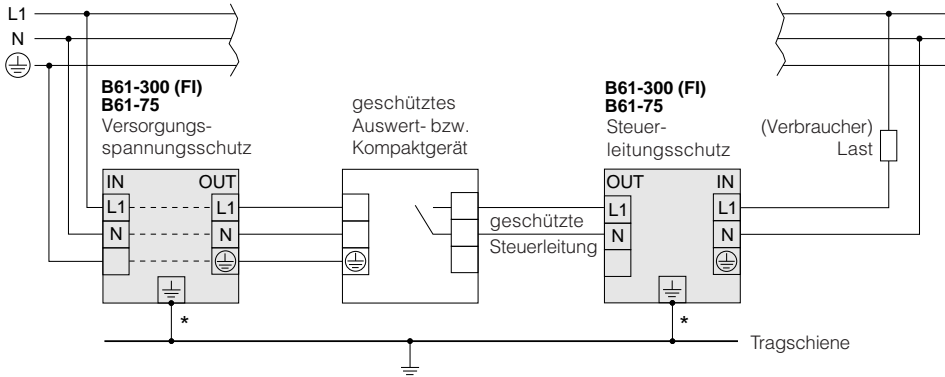 L1
N
B61-300 (FI)
B61-75
Versorgungs-
spannungsschutz
geschütztes
Auswert- bzw.
Kompaktgerät
B61-300 (FI)
B61-75
Steuer-
leitungsschutz
(Verbraucher)
Last
IN OUT
L1 L1
N N
geschützte
Steuerleitung
OUT IN
L1 L1
N N
*
*
Tragschiene